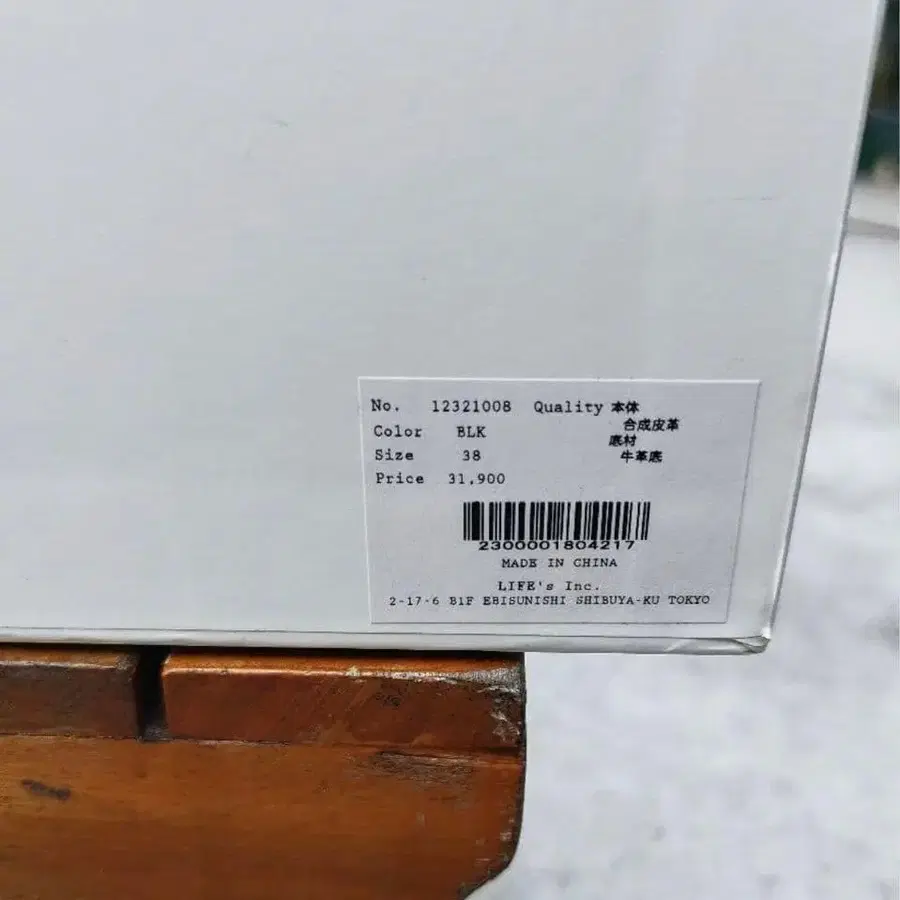 No. 12321008 Quality 本体
合成皮革
Color BLK
底材
Size 38 牛革底
Price 31,900
2300001804217
MADE IN CHINA
LIFE's Inc.
2-17-6 B1F EBISUNISHI SHIBUYA-KU TOKYO